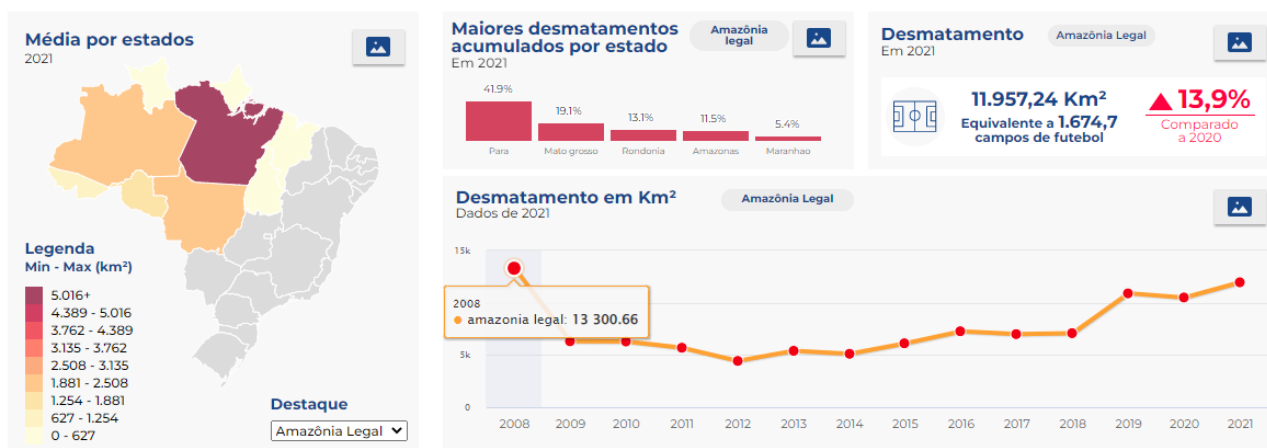 Média por estados
2021
Legenda
Min - Max (km²)
5.016+
4.389 - 5.016
3.762 - 4.389
3.135 - 3.762
2.508 - 3.135
1.881 - 2.508
1.254 - 1.881
627 - 1.254
0 - 627
Destaque
Amazônia Legal
Maiores desmatamentos
acumulados por estado
Em 2021
Amazônia
legal
41.9%
19.1%
13.1%
11.5%
5.4%
Para
Mato grosso
Rondonia
Amazonas
Maranhao
Desmatamento
Em 2021
Amazônia Legal
11.957,24 Km²
Equivalente a 1.674,7
campos de futebol
13,9%
Comparado
a 2020
Desmatamento em Km²
Dados de 2021
Amazônia Legal
15k
5k
0
2008
amazonia legal: 13 300.66
2008 2009 2010 2011 2012 2013 2014 2015 2016 2017 2018 2019 2020 2021